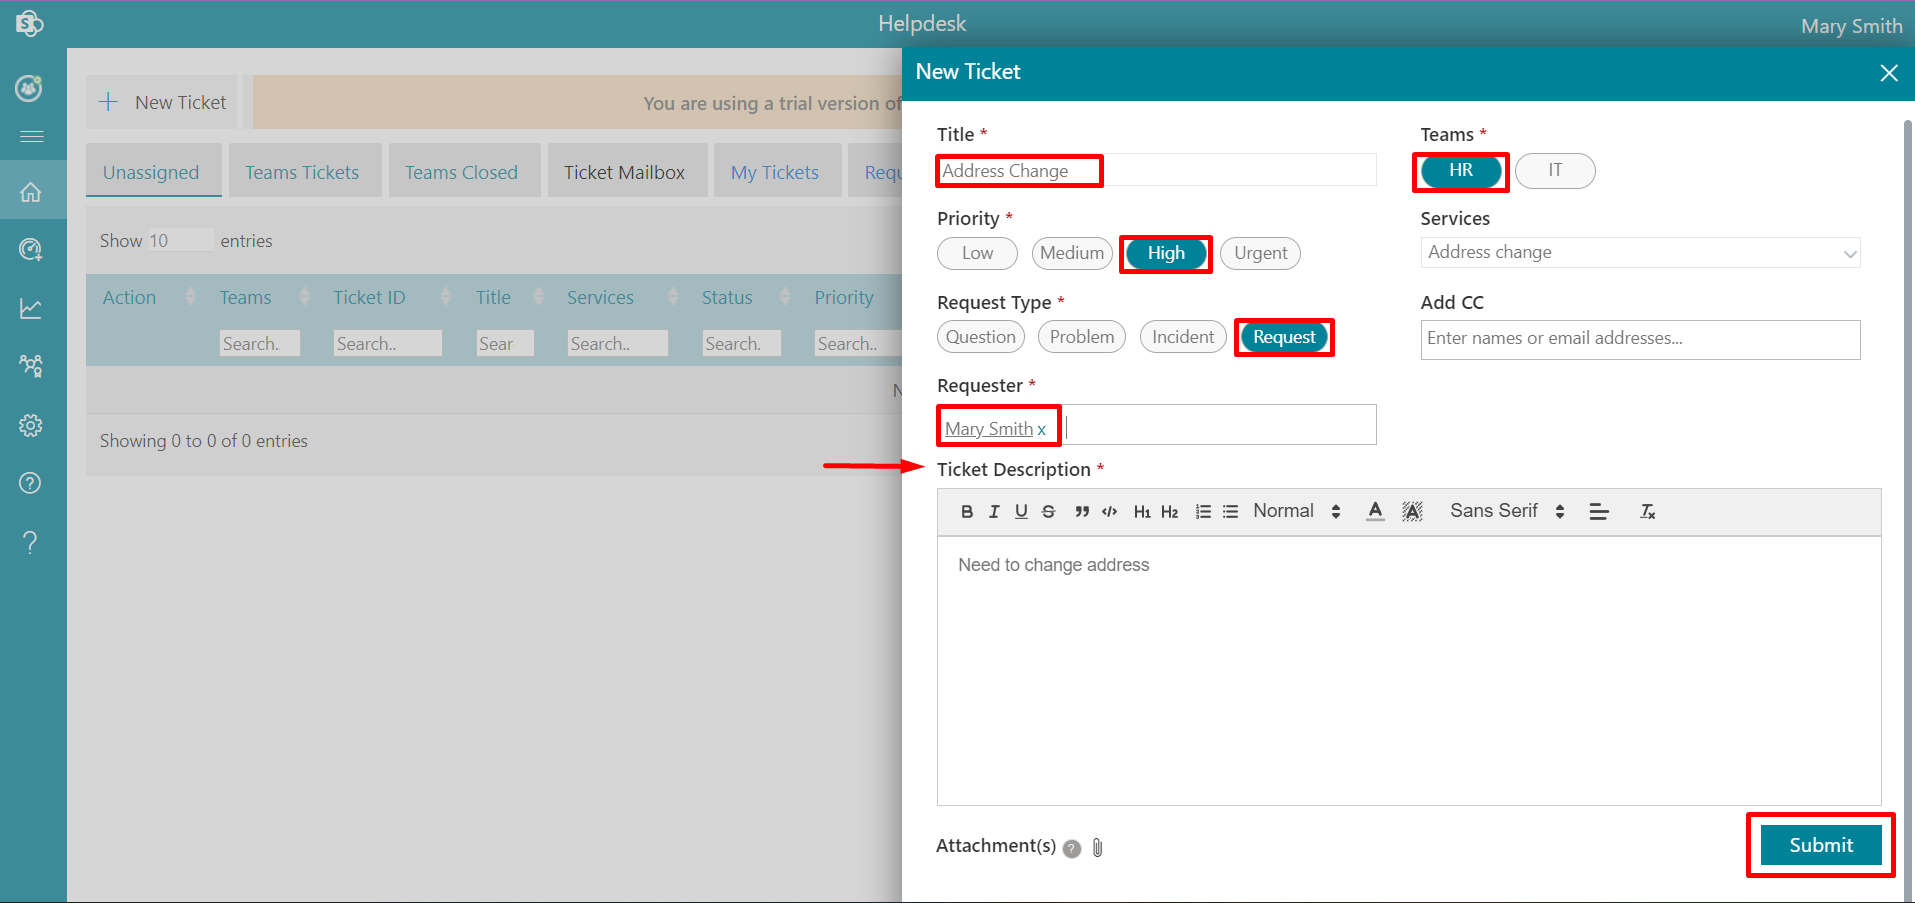 Helpdesk
Mary Smith
New Ticket
You are using a trial version of
Unassigned
Teams Tickets
Teams Closed
Ticket Mailbox
My Tickets
Requ
Show 10 entries
Action
Teams
Ticket ID
Title
Services
Status
Priority
Search.
Search..
Sear
Search..
Search.
Search..
N
Showing 0 to 0 of 0 entries
New Ticket
Title *
Address Change
Teams *
HR
IT
Priority *
Low
Medium
High
Urgent
Services
Address change
Request Type *
Question
Problem
Incident
Request
Add CC
Enter names or email addresses...
Requester *
Mary Smith x
Ticket Description *
B I U S ” </> H1 H2 Normal A A Sans Serif Tx
Need to change address
Attachment(s) ?
Submit